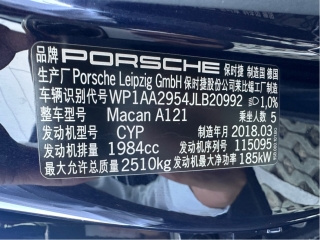 品牌 PORSCHE 保时捷 制造国 德国
生产厂 Porsche Leipzig GmbH 保时捷股份公司莱比锡工厂制造
车辆识别代号 WP1AA2954JLB20992 1,0%
整车型号 Macan A121 乘坐人数 5
发动机型号 CYP 制造年月 2018.03
发动机排量 1984cc 发动机序列号 115095
最大允许总质量 2510kg 发动机最大净功率 185kW